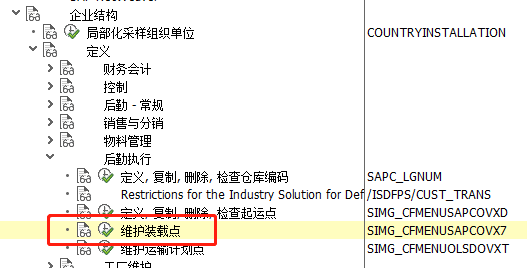 企业结构
局部化采样组织单位 COUNTRYINSTALLATION
定义
财务会计
控制
后勤 - 常规
销售与分销
物料管理
后勤执行
定义, 复制, 删除, 检查仓库编码 SAPC_LGNUM
Restrictions for the Industry Solution for Def /ISDFPS/CUST_TRANS
定义, 复制, 删除, 检查起运点 SIMG_CFMENUSAPCOVXD
维护装载点 SIMG_CFMENUSAPCOVX7
维护运输计划点 SIMG_CFMENUOLSDOVXT
工厂维护